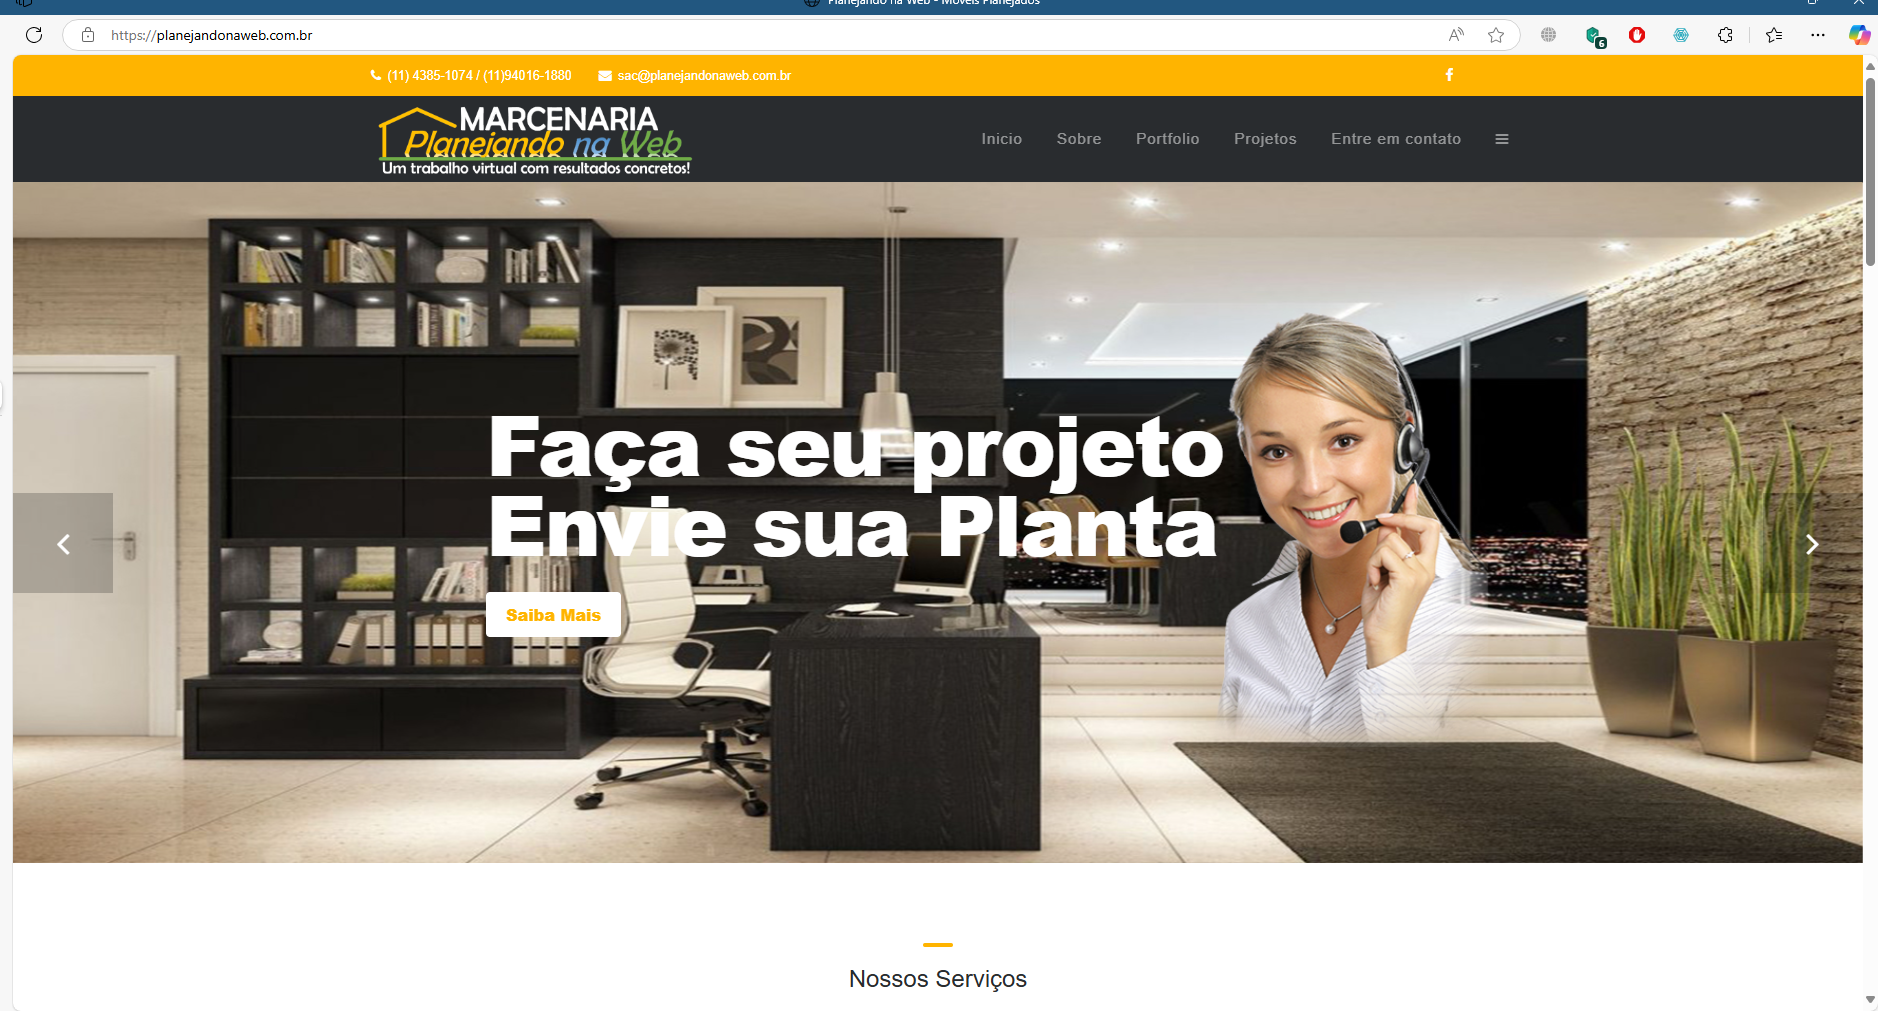 Planejando na Web - Móveis Planejados
https://planejandonaweb.com.br
6
(11) 4385-1074 / (11)94016-1880 sac@planejandonaweb.com.br
MARCENARIA
Planejando na Web
Um trabalho virtual com resultados concretos!
Inicio Sobre Portfolio Projetos Entre em contato
Faça seu projeto
Envie sua Planta
Saiba Mais
Nossos Serviços